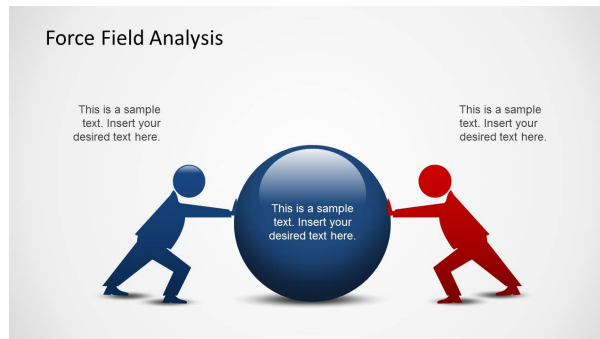 Force Field Analysis
This is a sample
text. Insert your
desired text here.
This is a sample
text. Insert your
desired text here.
This is a sample
text. Insert your
desired text here.